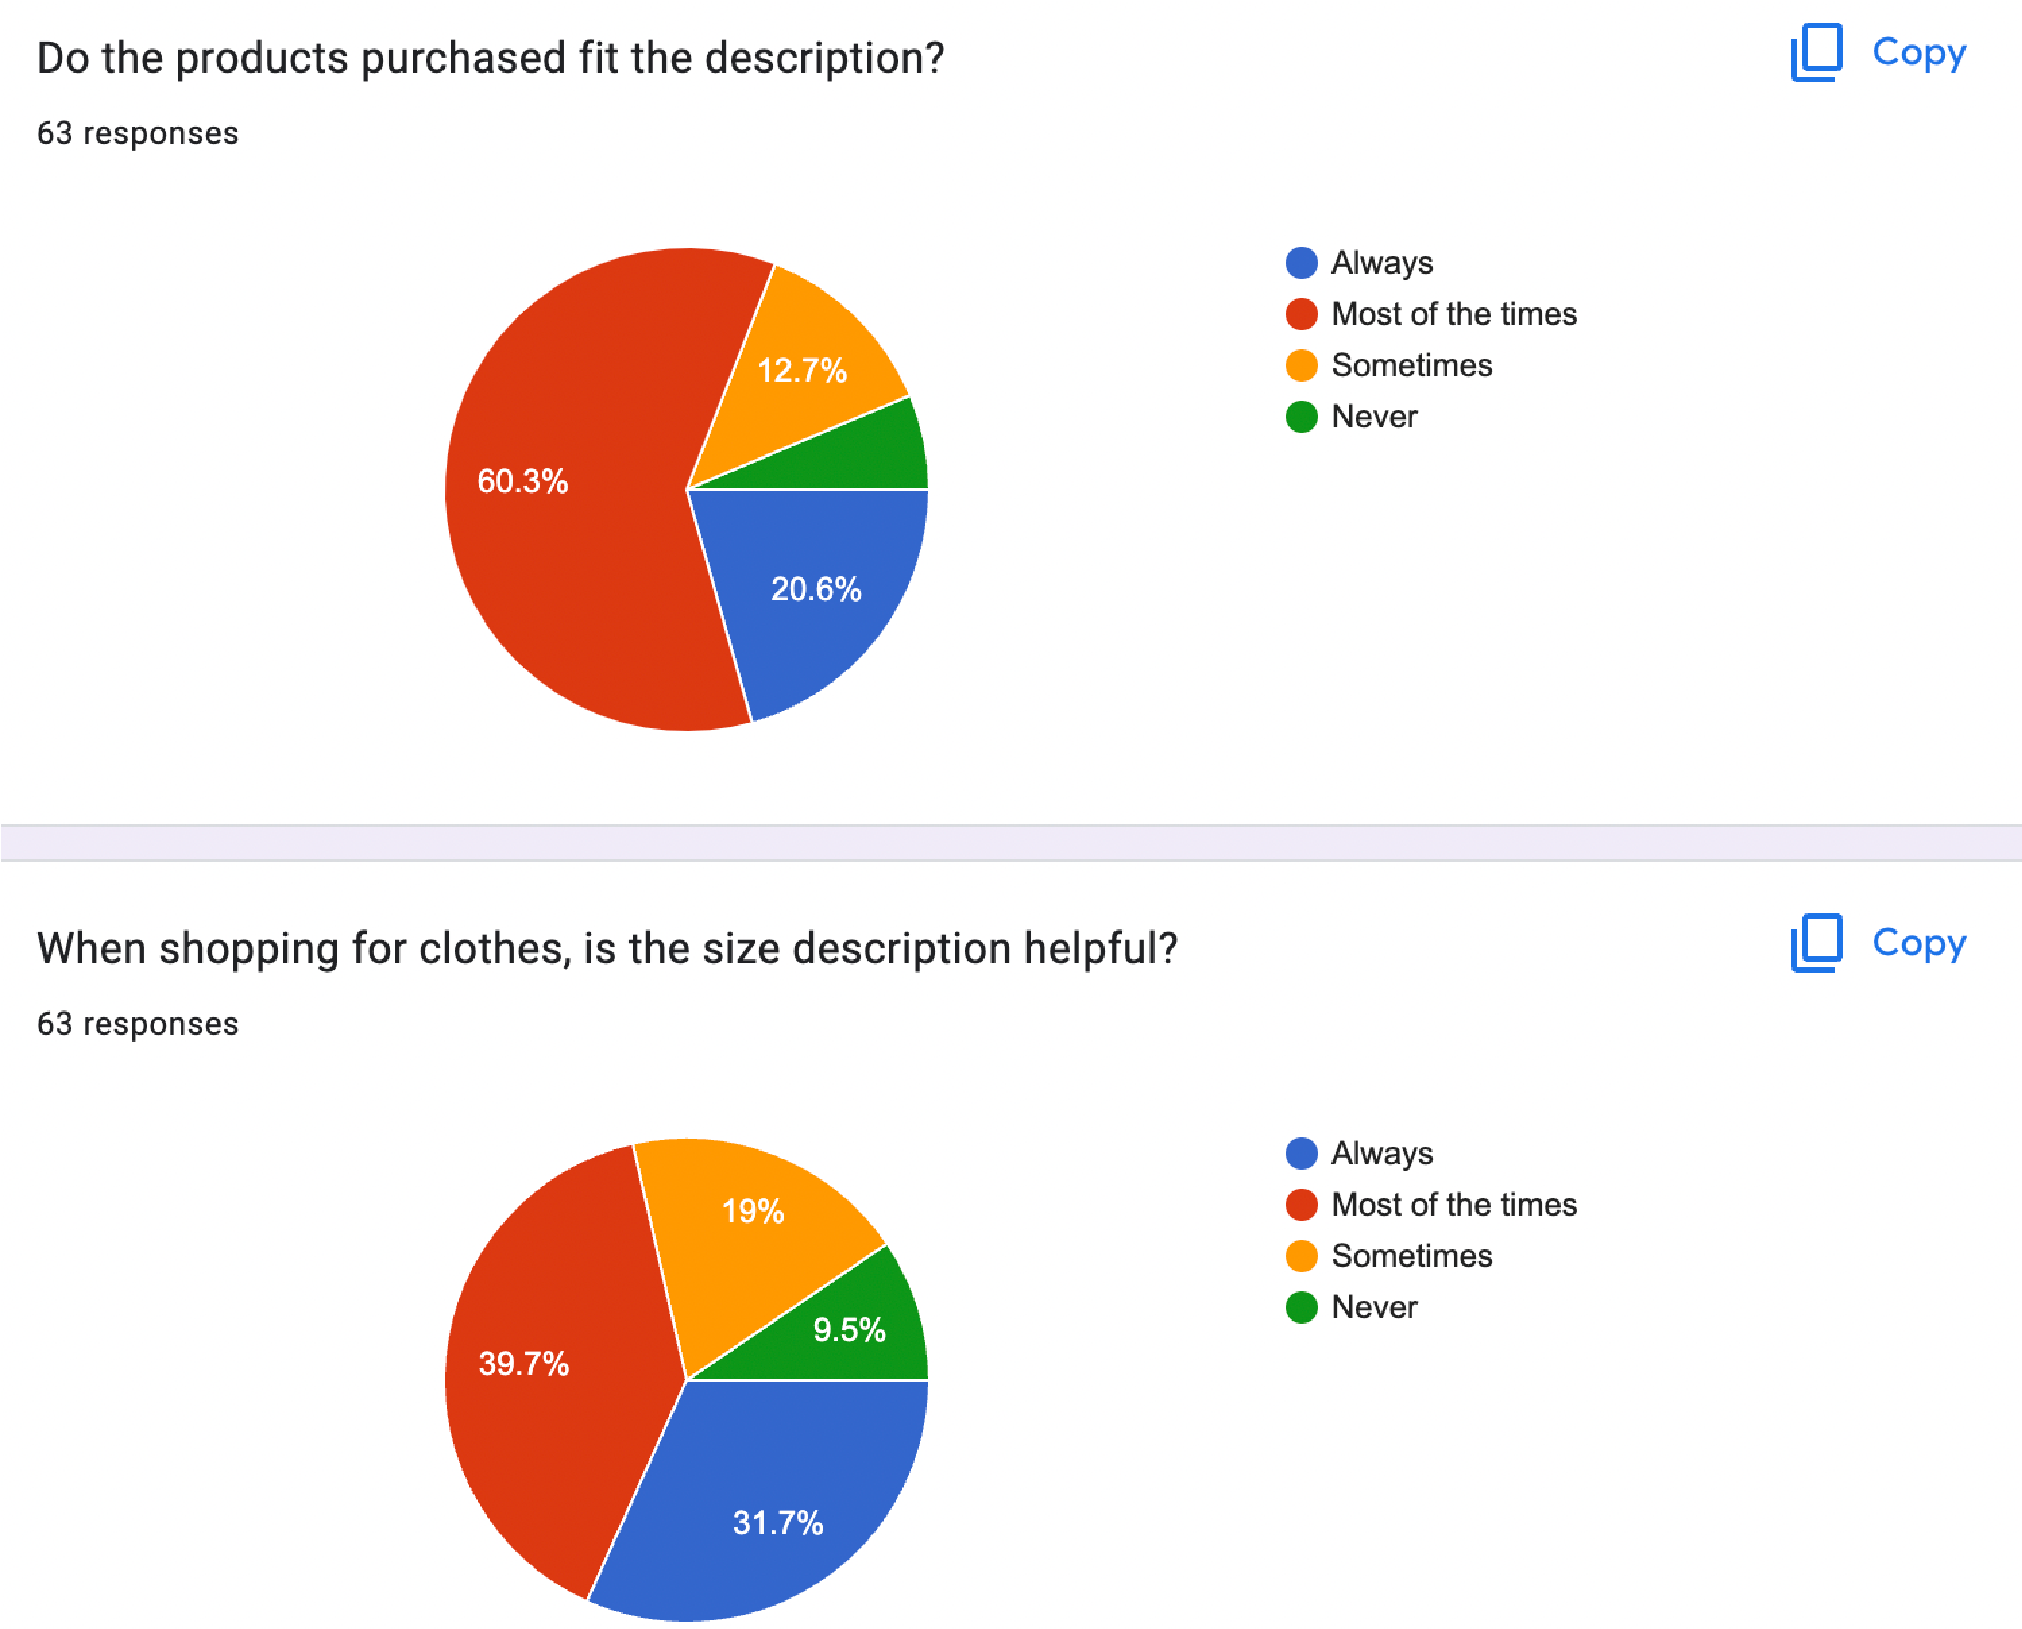 Do the products purchased fit the description?
Copy
63 responses
Always
Most of the times
Sometimes
Never
12.7%
60.3%
20.6%
When shopping for clothes, is the size description helpful?
Copy
63 responses
Always
Most of the times
Sometimes
Never
19%
9.5%
39.7%
31.7%